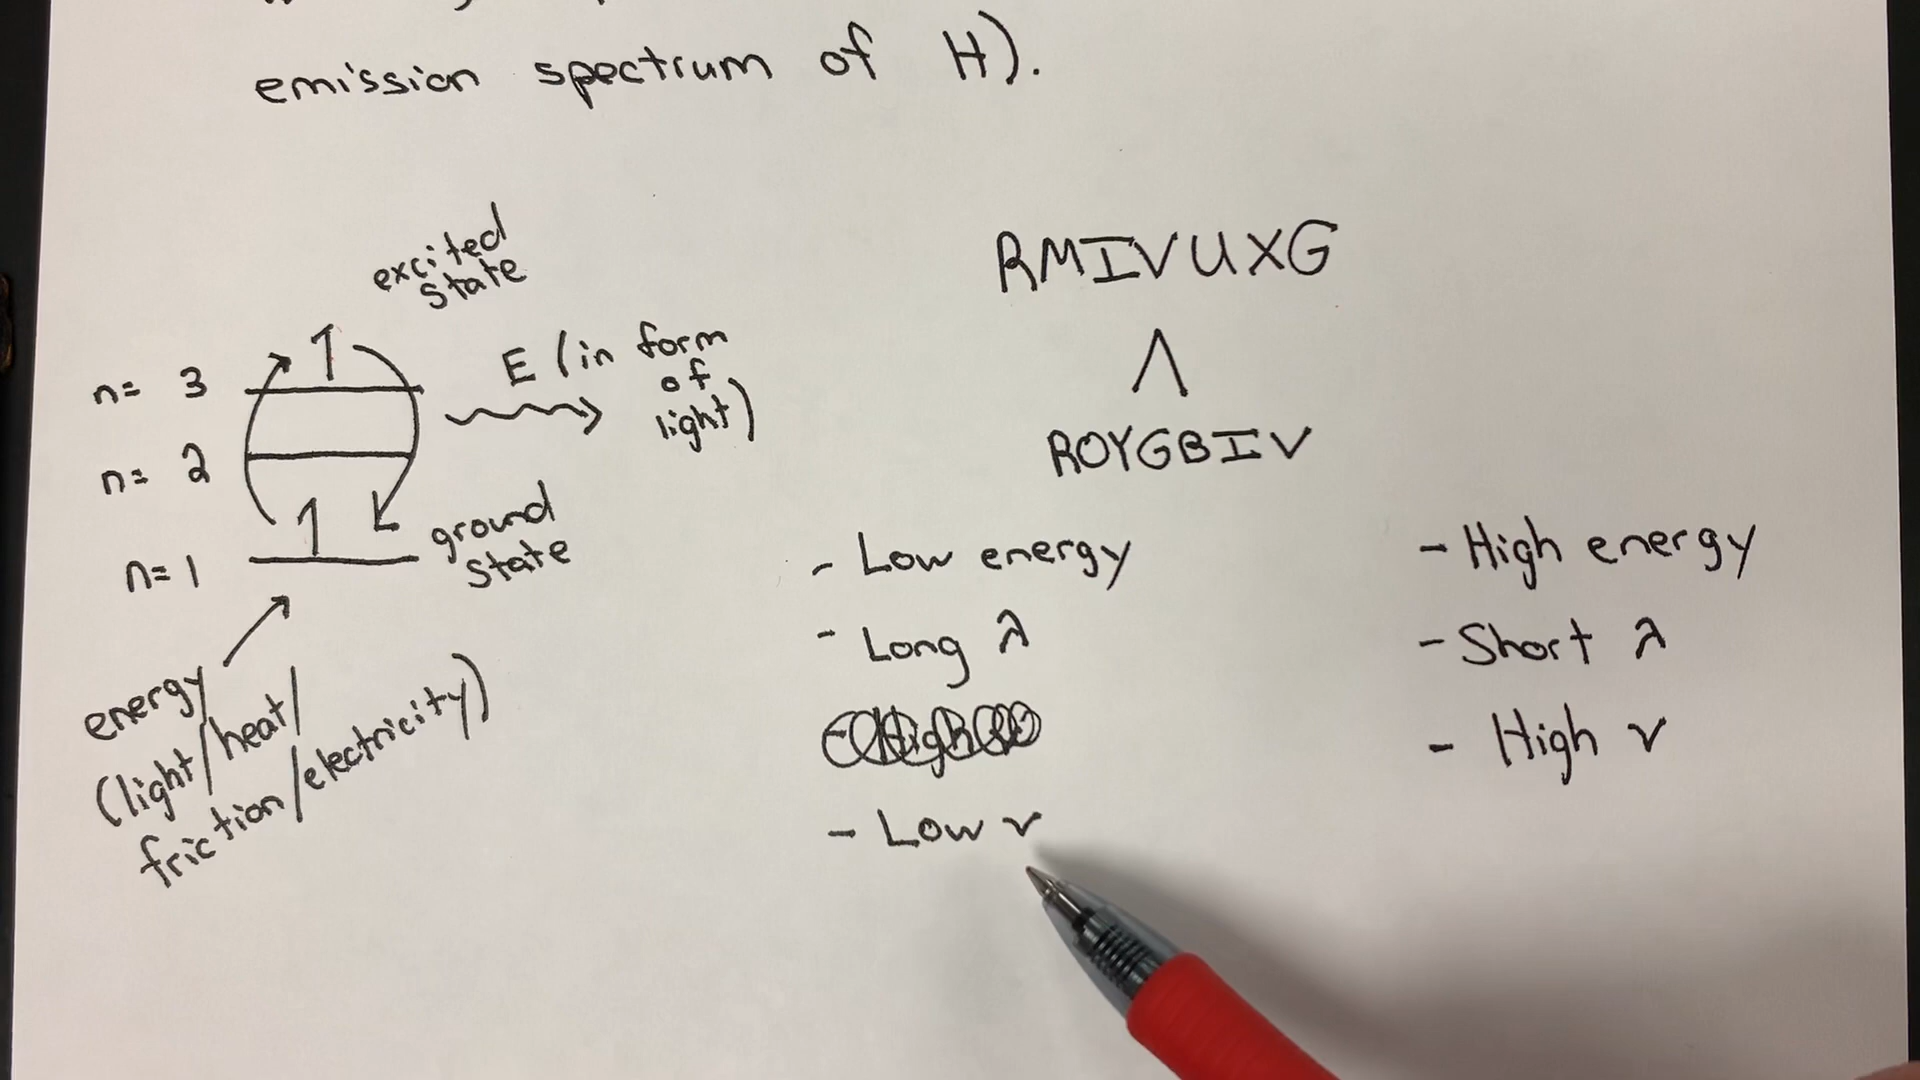 emission spectrum of H).
excited
state
n= 3
n= 2
n=1
E (in form
of
light)
ground
state
energy
(light/heat/
friction/electricity)
RMIVUXG
ROYGBIV
- Low energy
- Long λ
- Low ν
- High energy
- Short λ
- High ν